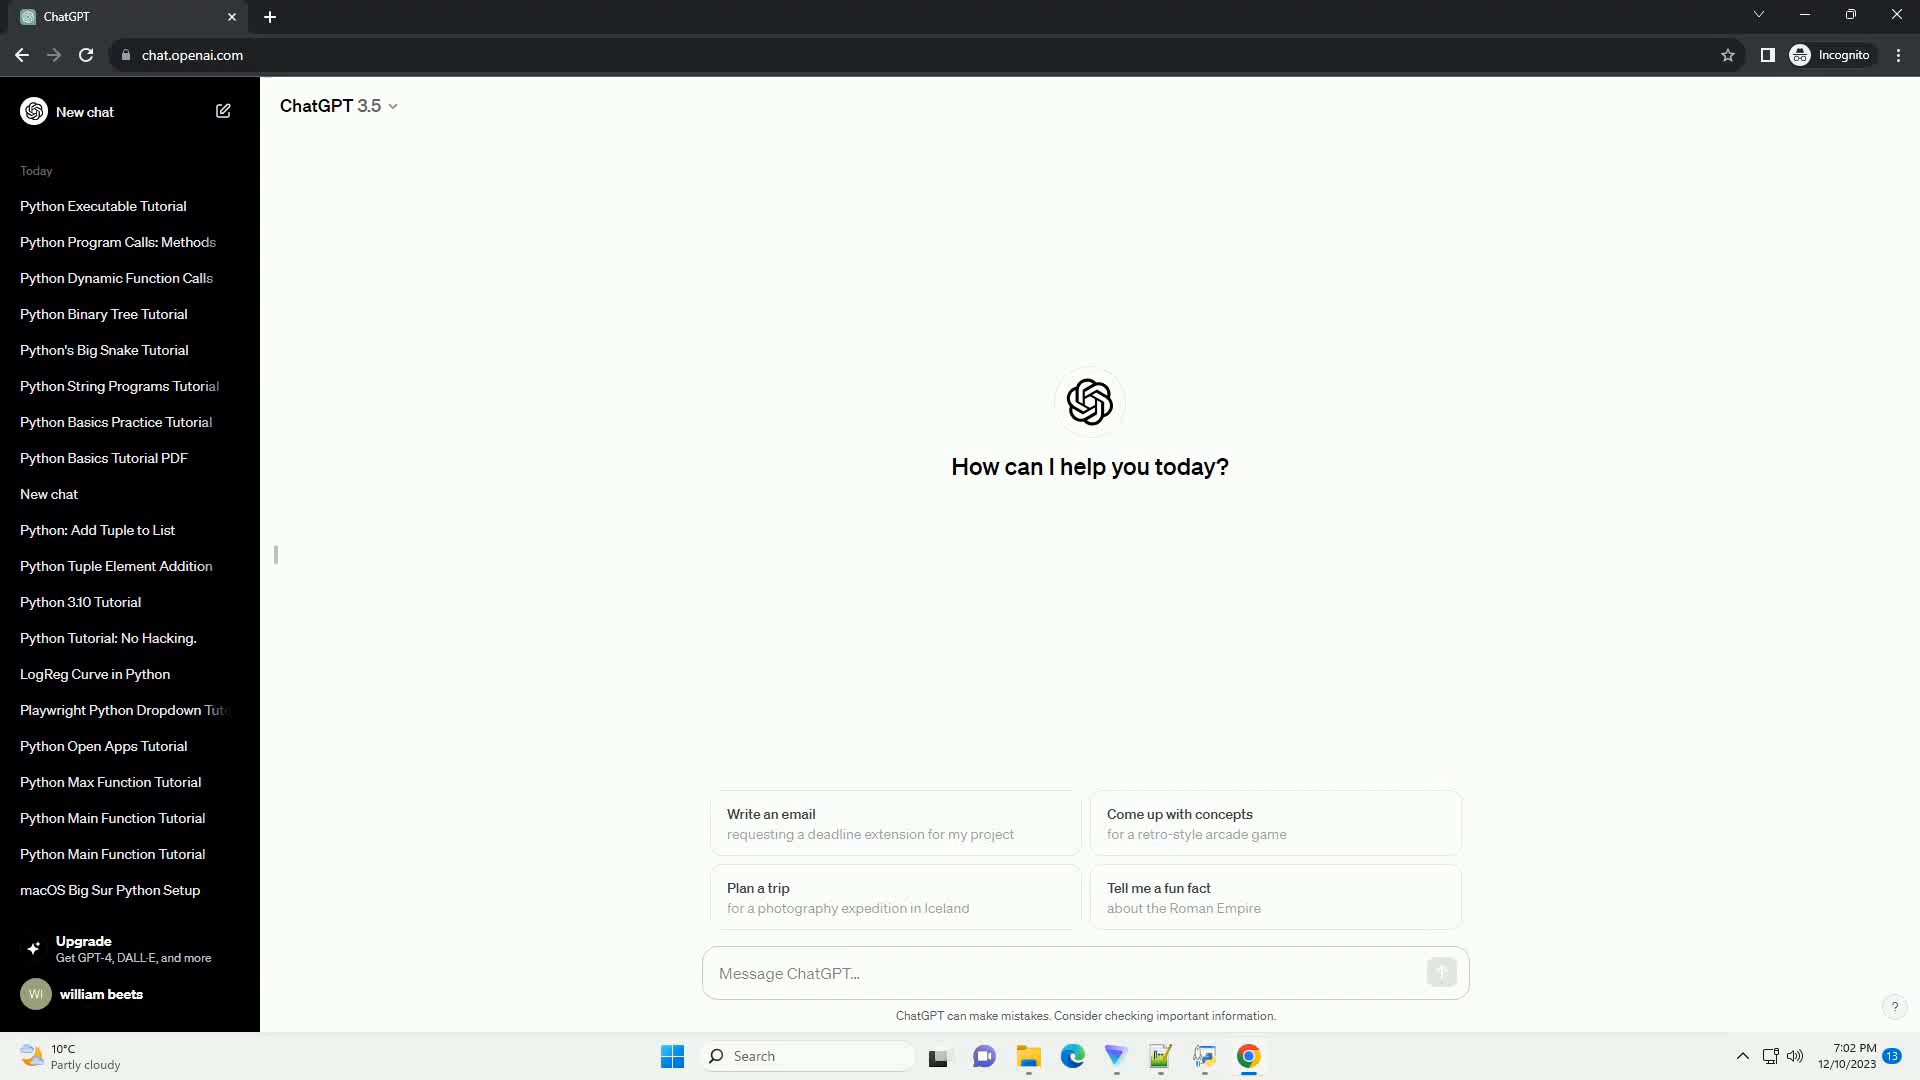 ChatGPT
chat.openai.com
Incognito
New chat
ChatGPT 3.5
Today
Python Executable Tutorial
Python Program Calls: Methods
Python Dynamic Function Calls
Python Binary Tree Tutorial
Python's Big Snake Tutorial
Python String Programs Tutorial
Python Basics Practice Tutorial
Python Basics Tutorial PDF
New chat
Python: Add Tuple to List
Python Tuple Element Addition
Python 3.10 Tutorial
Python Tutorial: No Hacking.
LogReg Curve in Python
Playwright Python Dropdown Tuto
Python Open Apps Tutorial
Python Max Function Tutorial
Python Main Function Tutorial
Python Main Function Tutorial
macOS Big Sur Python Setup
Upgrade
Get GPT-4, DALL·E, and more
WI
william beets
How can I help you today?
Write an email
requesting a deadline extension for my project
Come up with concepts
for a retro-style arcade game
Plan a trip
for a photography expedition in Iceland
Tell me a fun fact
about the Roman Empire
Message ChatGPT...
ChatGPT can make mistakes. Consider checking important information.
?
10°C
Partly cloudy
Search
7:02 PM
12/10/2023
13